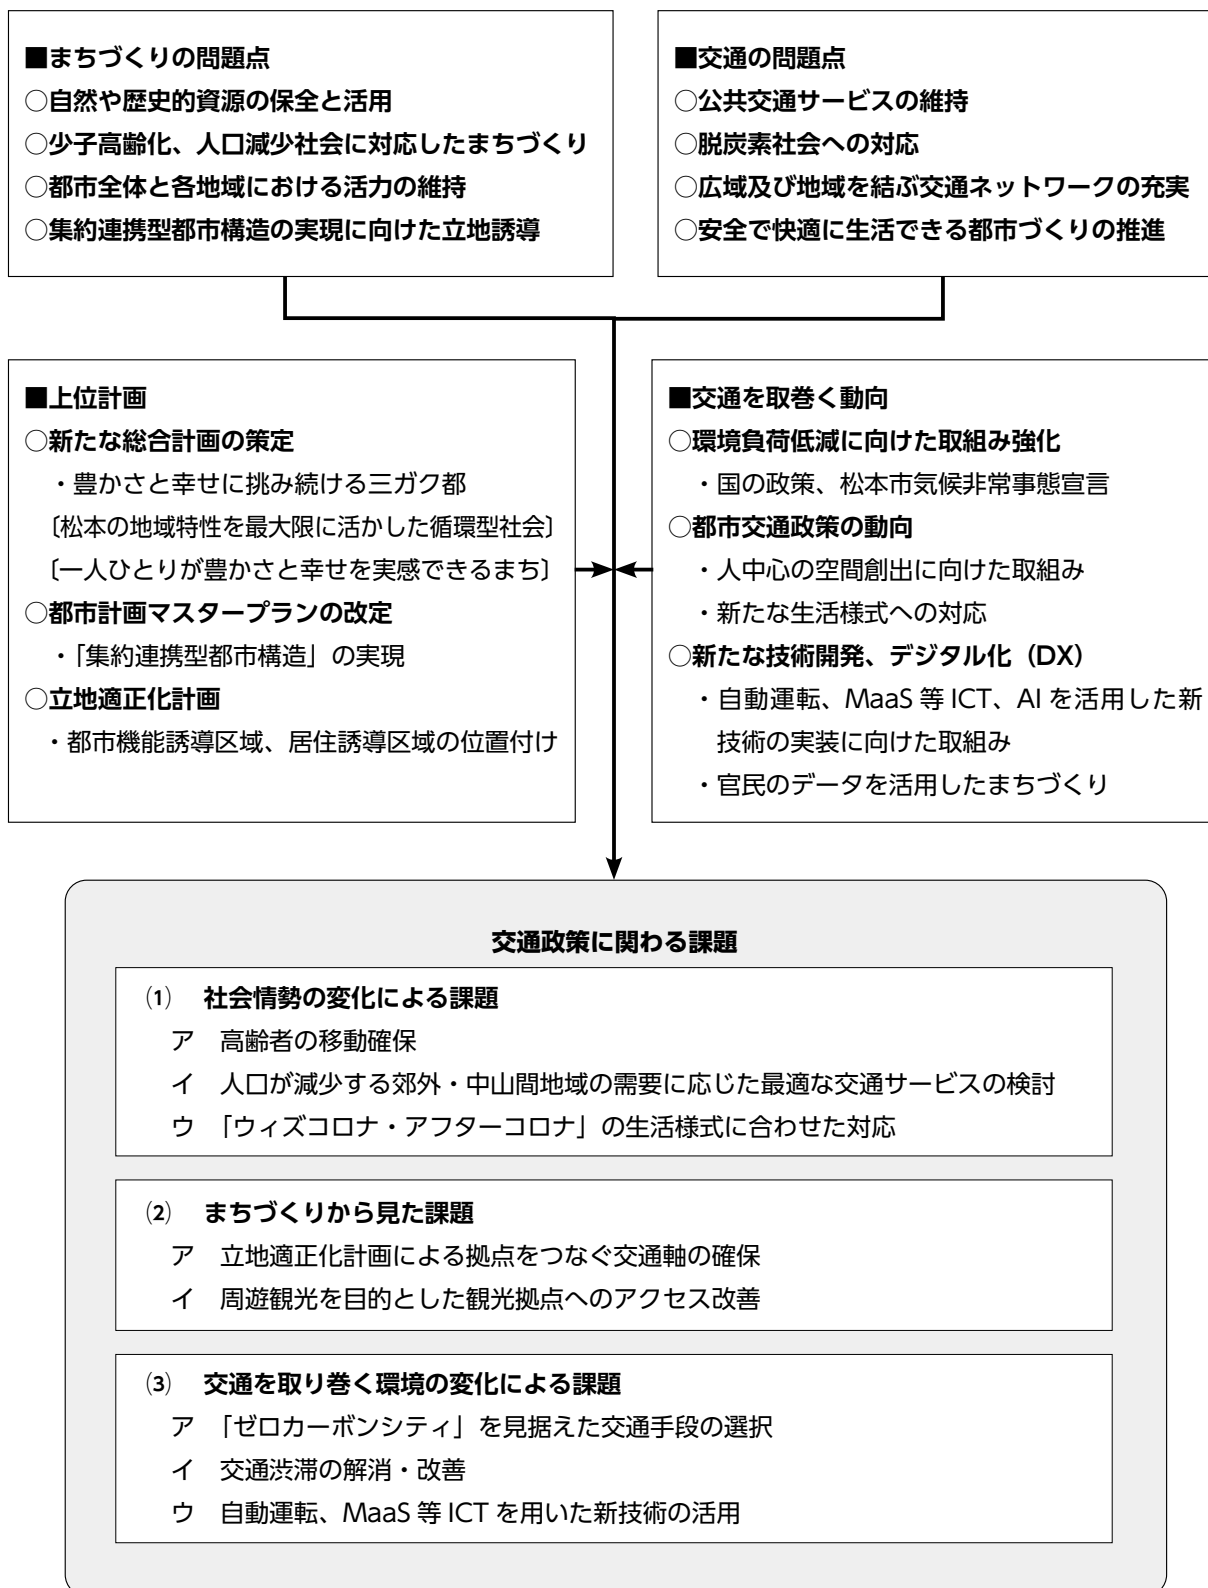 ■まちづくりの問題点
○自然や歴史的資源の保全と活用
○少子高齢化、人口減少社会に対応したまちづくり
○都市全体と各地域における活力の維持
○集約連携型都市構造の実現に向けた立地誘導
■交通の問題点
○公共交通サービスの維持
○脱炭素社会への対応
○広域及び地域を結ぶ交通ネットワークの充実
○安全で快適に生活できる都市づくりの推進
■上位計画
○新たな総合計画の策定
・豊かさと幸せに挑み続ける三ガク都
〔松本の地域特性を最大限に活かした循環型社会〕
〔一人ひとりが豊かさと幸せを実感できるまち〕
○都市計画マスタープランの改定
・「集約連携型都市構造」の実現
○立地適正化計画
・都市機能誘導区域、居住誘導区域の位置付け
■交通を取巻く動向
○環境負荷低減に向けた取組み強化
・国の政策、松本市気候非常事態宣言
○都市交通政策の動向
・人中心の空間創出に向けた取組み
・新たな生活様式への対応
○新たな技術開発、デジタル化（DX）
・自動運転、MaaS 等 ICT、AI を活用した新
技術の実装に向けた取組み
・官民のデータを活用したまちづくり
交通政策に関わる課題
⑴　社会情勢の変化による課題
ア　高齢者の移動確保
イ　人口が減少する郊外・中山間地域の需要に応じた最適な交通サービスの検討
ウ　「ウィズコロナ・アフターコロナ」の生活様式に合わせた対応
⑵　まちづくりから見た課題
ア　立地適正化計画による拠点をつなぐ交通軸の確保
イ　周遊観光を目的とした観光拠点へのアクセス改善
⑶　交通を取り巻く環境の変化による課題
ア　「ゼロカーボンシティ」を見据えた交通手段の選択
イ　交通渋滞の解消・改善
ウ　自動運転、MaaS 等 ICT を用いた新技術の活用